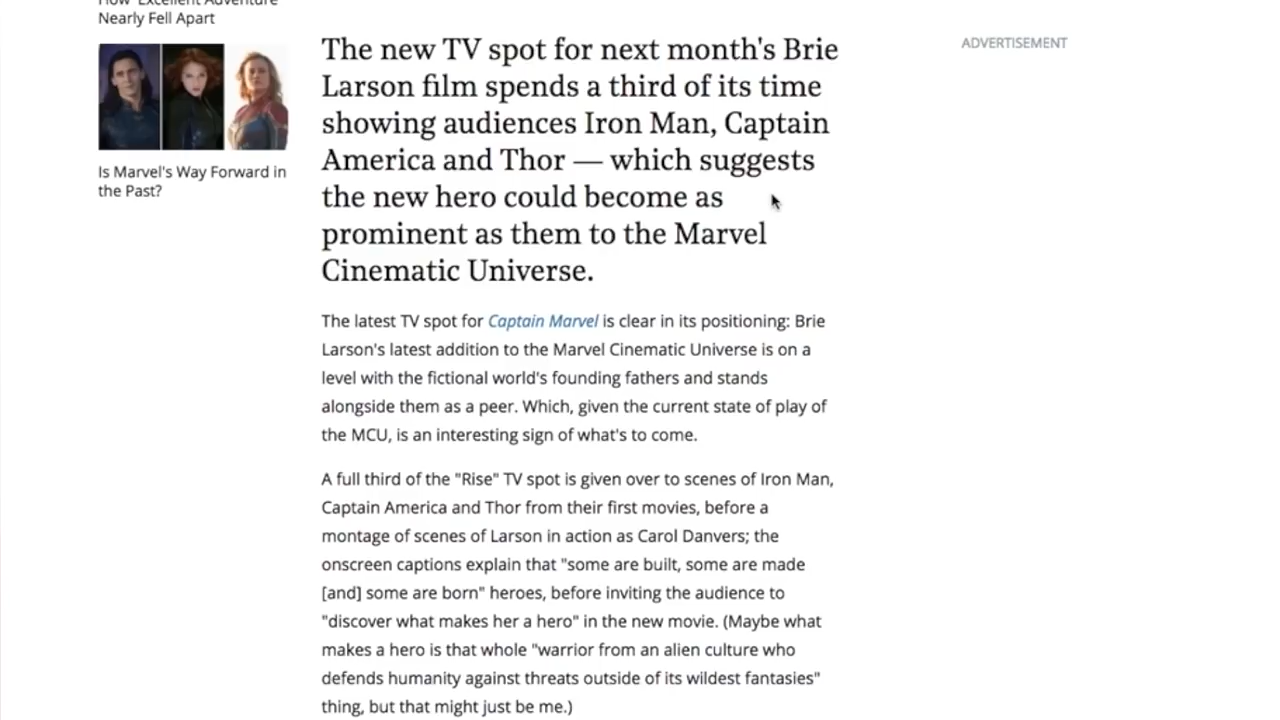 How 'Excellent Adventure'
Nearly Fell Apart
Is Marvel's Way Forward in
the Past?
The new TV spot for next month's Brie
Larson film spends a third of its time
showing audiences Iron Man, Captain
America and Thor — which suggests
the new hero could become as
prominent as them to the Marvel
Cinematic Universe.
The latest TV spot for Captain Marvel is clear in its positioning: Brie
Larson's latest addition to the Marvel Cinematic Universe is on a
level with the fictional world's founding fathers and stands
alongside them as a peer. Which, given the current state of play of
the MCU, is an interesting sign of what's to come.
A full third of the "Rise" TV spot is given over to scenes of Iron Man,
Captain America and Thor from their first movies, before a
montage of scenes of Larson in action as Carol Danvers; the
onscreen captions explain that "some are built, some are made
[and] some are born" heroes, before inviting the audience to
"discover what makes her a hero" in the new movie. (Maybe what
makes a hero is that whole "warrior from an alien culture who
defends humanity against threats outside of its wildest fantasies"
thing, but that might just be me.)
ADVERTISEMENT